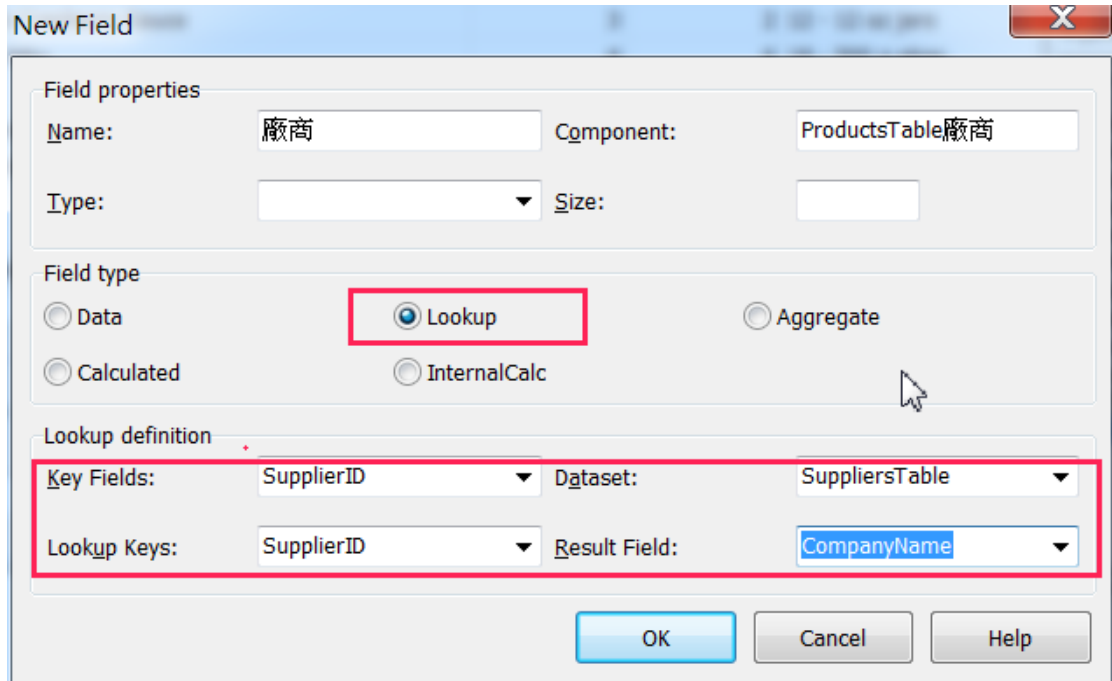 New Field
Field properties
Name: 廠商 Component: ProductsTable廠商
Type: Size:
Field type
Data Lookup Aggregate
Calculated InternalCalc
Lookup definition
Key Fields: SupplierID Dataset: SuppliersTable
Lookup Keys: SupplierID Result Field: CompanyName
OK Cancel Help